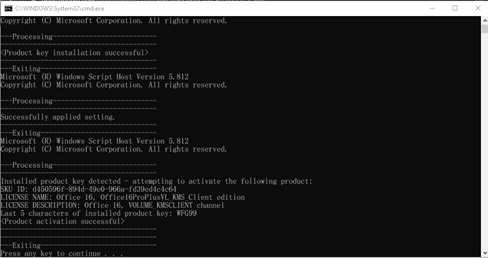 C:\WINDOWS\System32\cmd.exe
Copyright (C) Microsoft Corporation. All rights reserved.
---Processing--------------------------
---------------------------------------
<Product key installation successful>
---------------------------------------
---Exiting-----------------------------
Microsoft (R) Windows Script Host Version 5.812
Copyright (C) Microsoft Corporation. All rights reserved.
---Processing--------------------------
---------------------------------------
Successfully applied setting.
---------------------------------------
---Exiting-----------------------------
Microsoft (R) Windows Script Host Version 5.812
Copyright (C) Microsoft Corporation. All rights reserved.
---Processing--------------------------
---------------------------------------
Installed product key detected - attempting to activate the following product:
SKU ID: d450596f-894d-49e0-966a-fd39ed4c4c64
LICENSE NAME: Office 16, Office16ProPlusVL_KMS_Client edition
LICENSE DESCRIPTION: Office 16, VOLUME_KMSCLIENT channel
Last 5 characters of installed product key: WFG99
<Product activation successful>
---------------------------------------
---------------------------------------
---Exiting-----------------------------
Press any key to continue . . .